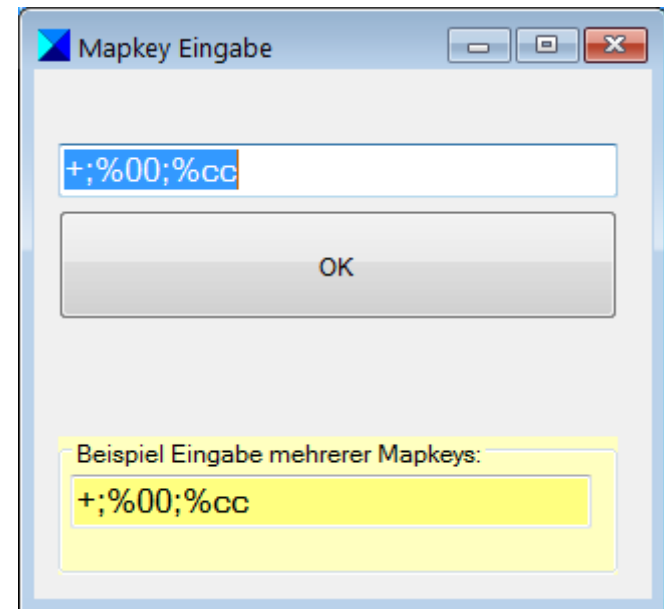 Mapkey Eingabe
+;%00;%cc
OK
Beispiel Eingabe mehrerer Mapkeys:
+;%00;%cc